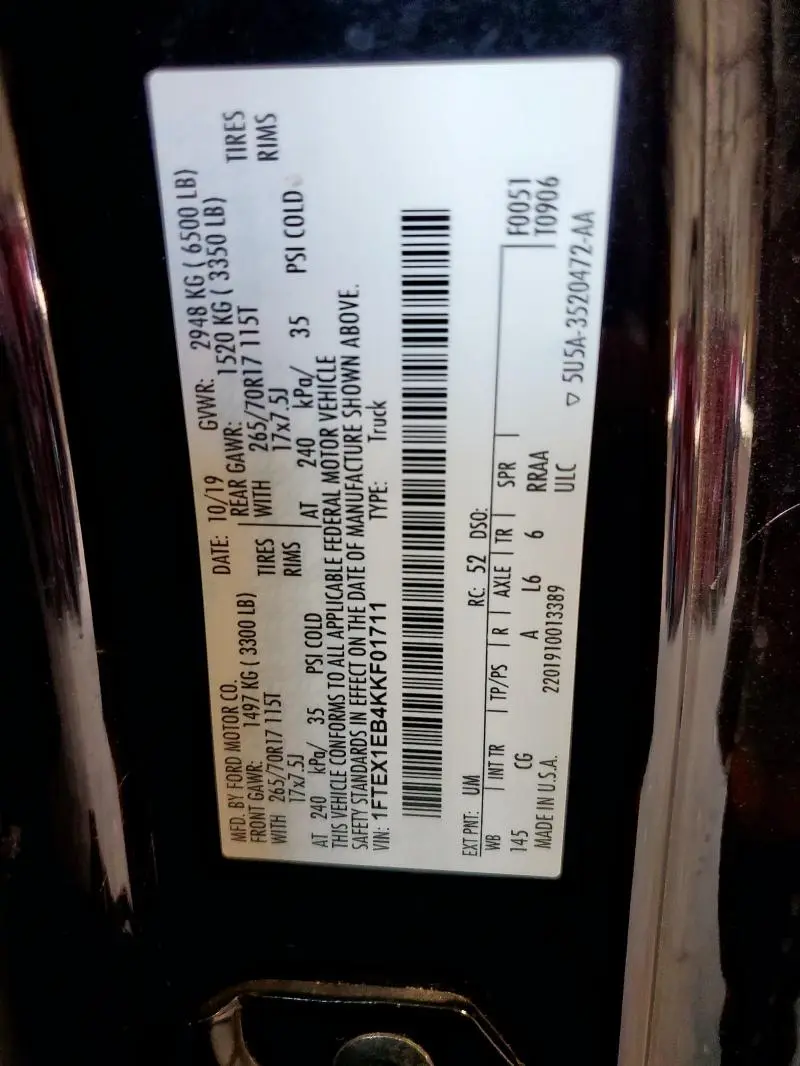 MFD. BY FORD MOTOR CO. DATE: 10/19 GVWR: 2948 KG ( 6500 LB)
FRONT GAWR: 1497 KG ( 3300 LB) REAR GAWR: 1520 KG ( 3350 LB)
WITH 265/70R17 115T TIRES WITH 265/70R17 115T TIRES
17x7.5J RIMS 17x7.5J RIMS
AT 240 kPa/ 35 PSI COLD AT 240 kPa/ 35 PSI COLD
THIS VEHICLE CONFORMS TO ALL APPLICABLE FEDERAL MOTOR VEHICLE
SAFETY STANDARDS IN EFFECT ON THE DATE OF MANUFACTURE SHOWN ABOVE.
VIN: 1FTEX1EB4KKF01711 TYPE: Truck
EXT PNT: UM RC: 52 DSO:
WB INT TR TP/PS R AXLE TR SPR F0051
145 CG A L6 6 RRAA T0906
MADE IN U.S.A. 2201910013389 ULC ▽ 5U5A-3520472-AA